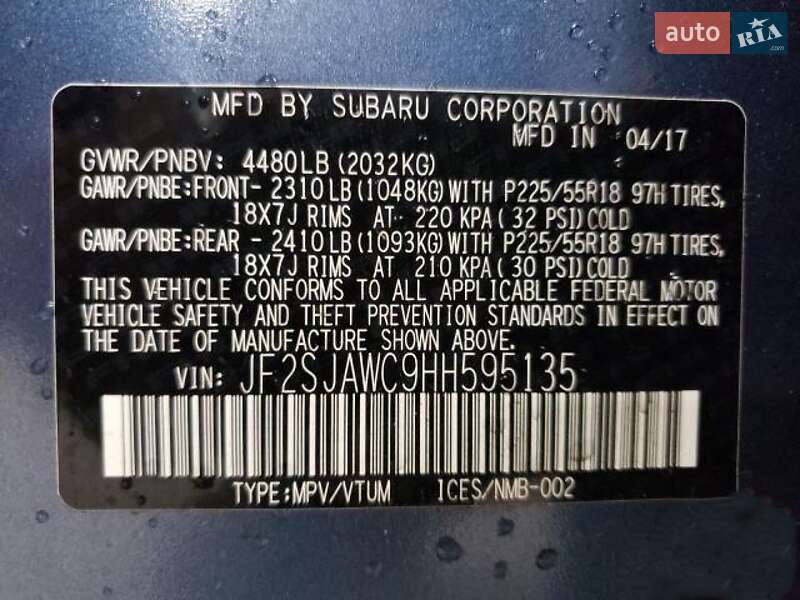 auto RIA .com
MFD BY SUBARU CORPORATION
MFD IN 04/17
GVWR/PNBV: 4480LB (2032KG)
GAWR/PNBE:FRONT- 2310LB (1048KG) WITH P225/55R18 97H TIRES,
18X7J RIMS AT 220 KPA (32 PSI) COLD
GAWR/PNBE:REAR - 2410LB (1093KG) WITH P225/55R18 97H TIRES,
18X7J RIMS AT 210 KPA (30 PSI) COLD
THIS VEHICLE CONFORMS TO ALL APPLICABLE FEDERAL MOTOR
VEHICLE SAFETY AND THEFT PREVENTION STANDARDS IN EFFECT ON
THE DATE OF MANUFACTURE SHOWN ABOVE.
VIN: JF2SJAWC9HH595135
TYPE:MPV/VTUM ICES/NMB-002